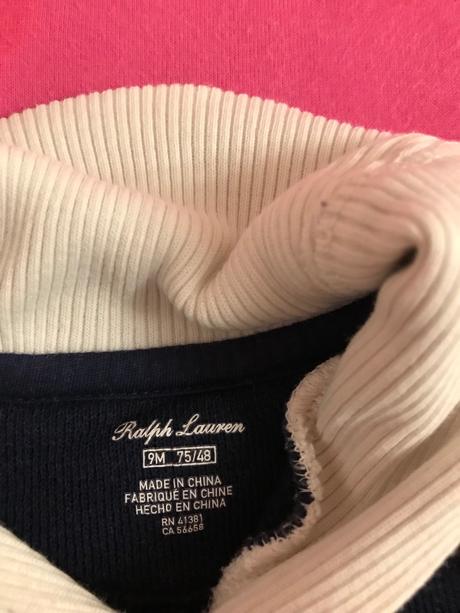 Ralph Lauren
9M 75/48
MADE IN CHINA
FABRIQUÉ EN CHINE
HECHO EN CHINA
RN 41381
CA 56658